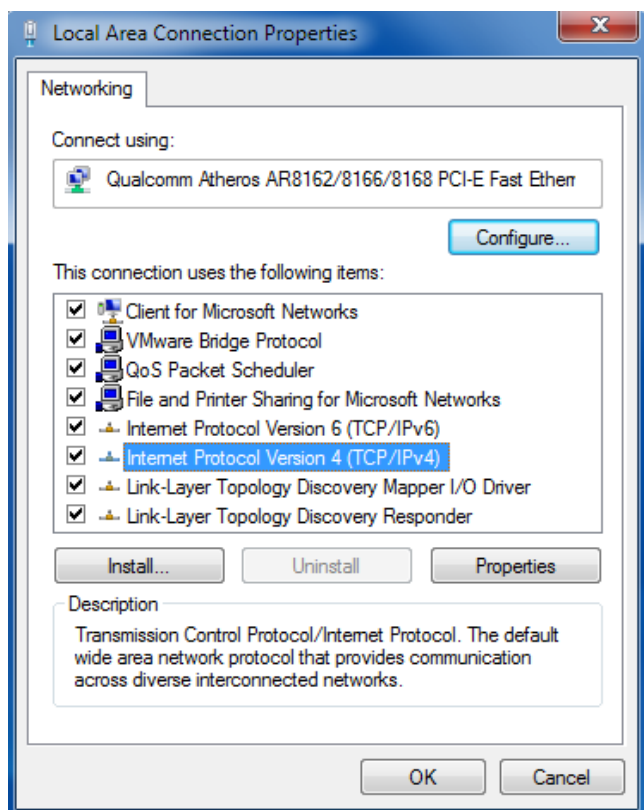 Local Area Connection Properties
Networking
Connect using:
Qualcomm Atheros AR8162/8166/8168 PCI-E Fast Ethern
Configure...
This connection uses the following items:
Client for Microsoft Networks
VMware Bridge Protocol
QoS Packet Scheduler
File and Printer Sharing for Microsoft Networks
Internet Protocol Version 6 (TCP/IPv6)
Internet Protocol Version 4 (TCP/IPv4)
Link-Layer Topology Discovery Mapper I/O Driver
Link-Layer Topology Discovery Responder
Install... Uninstall Properties
Description
Transmission Control Protocol/Internet Protocol. The default
wide area network protocol that provides communication
across diverse interconnected networks.
OK Cancel